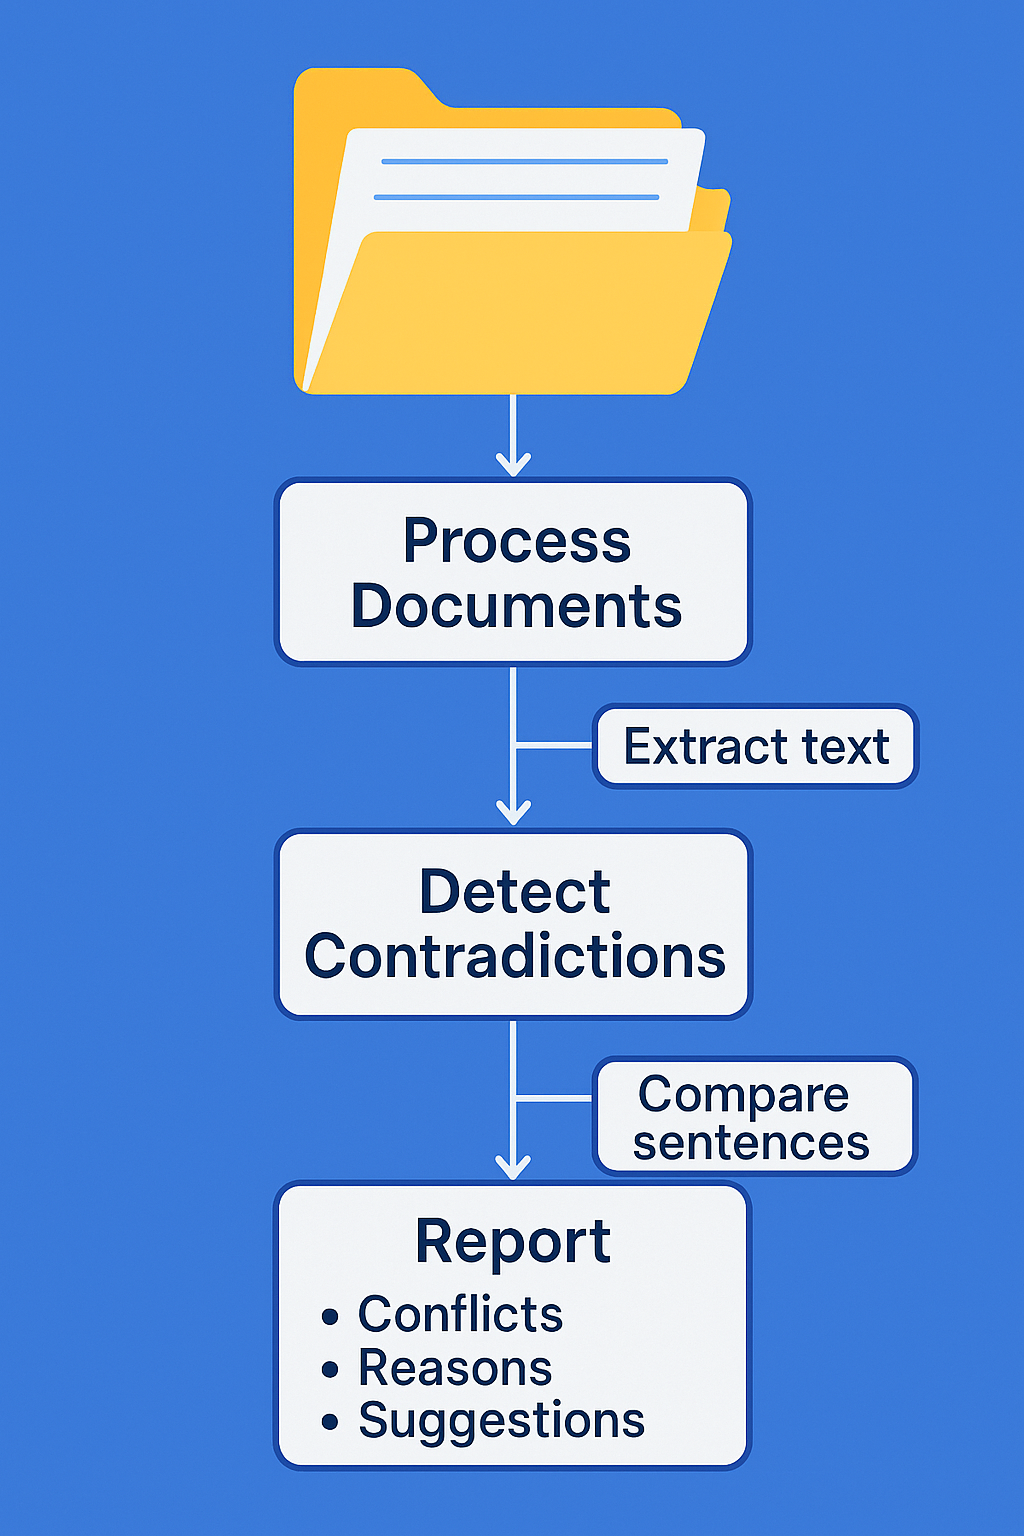 Process
Documents
Extract text
Detect
Contradictions
Compare
sentences
Report
• Conflicts
• Reasons
• Suggestions